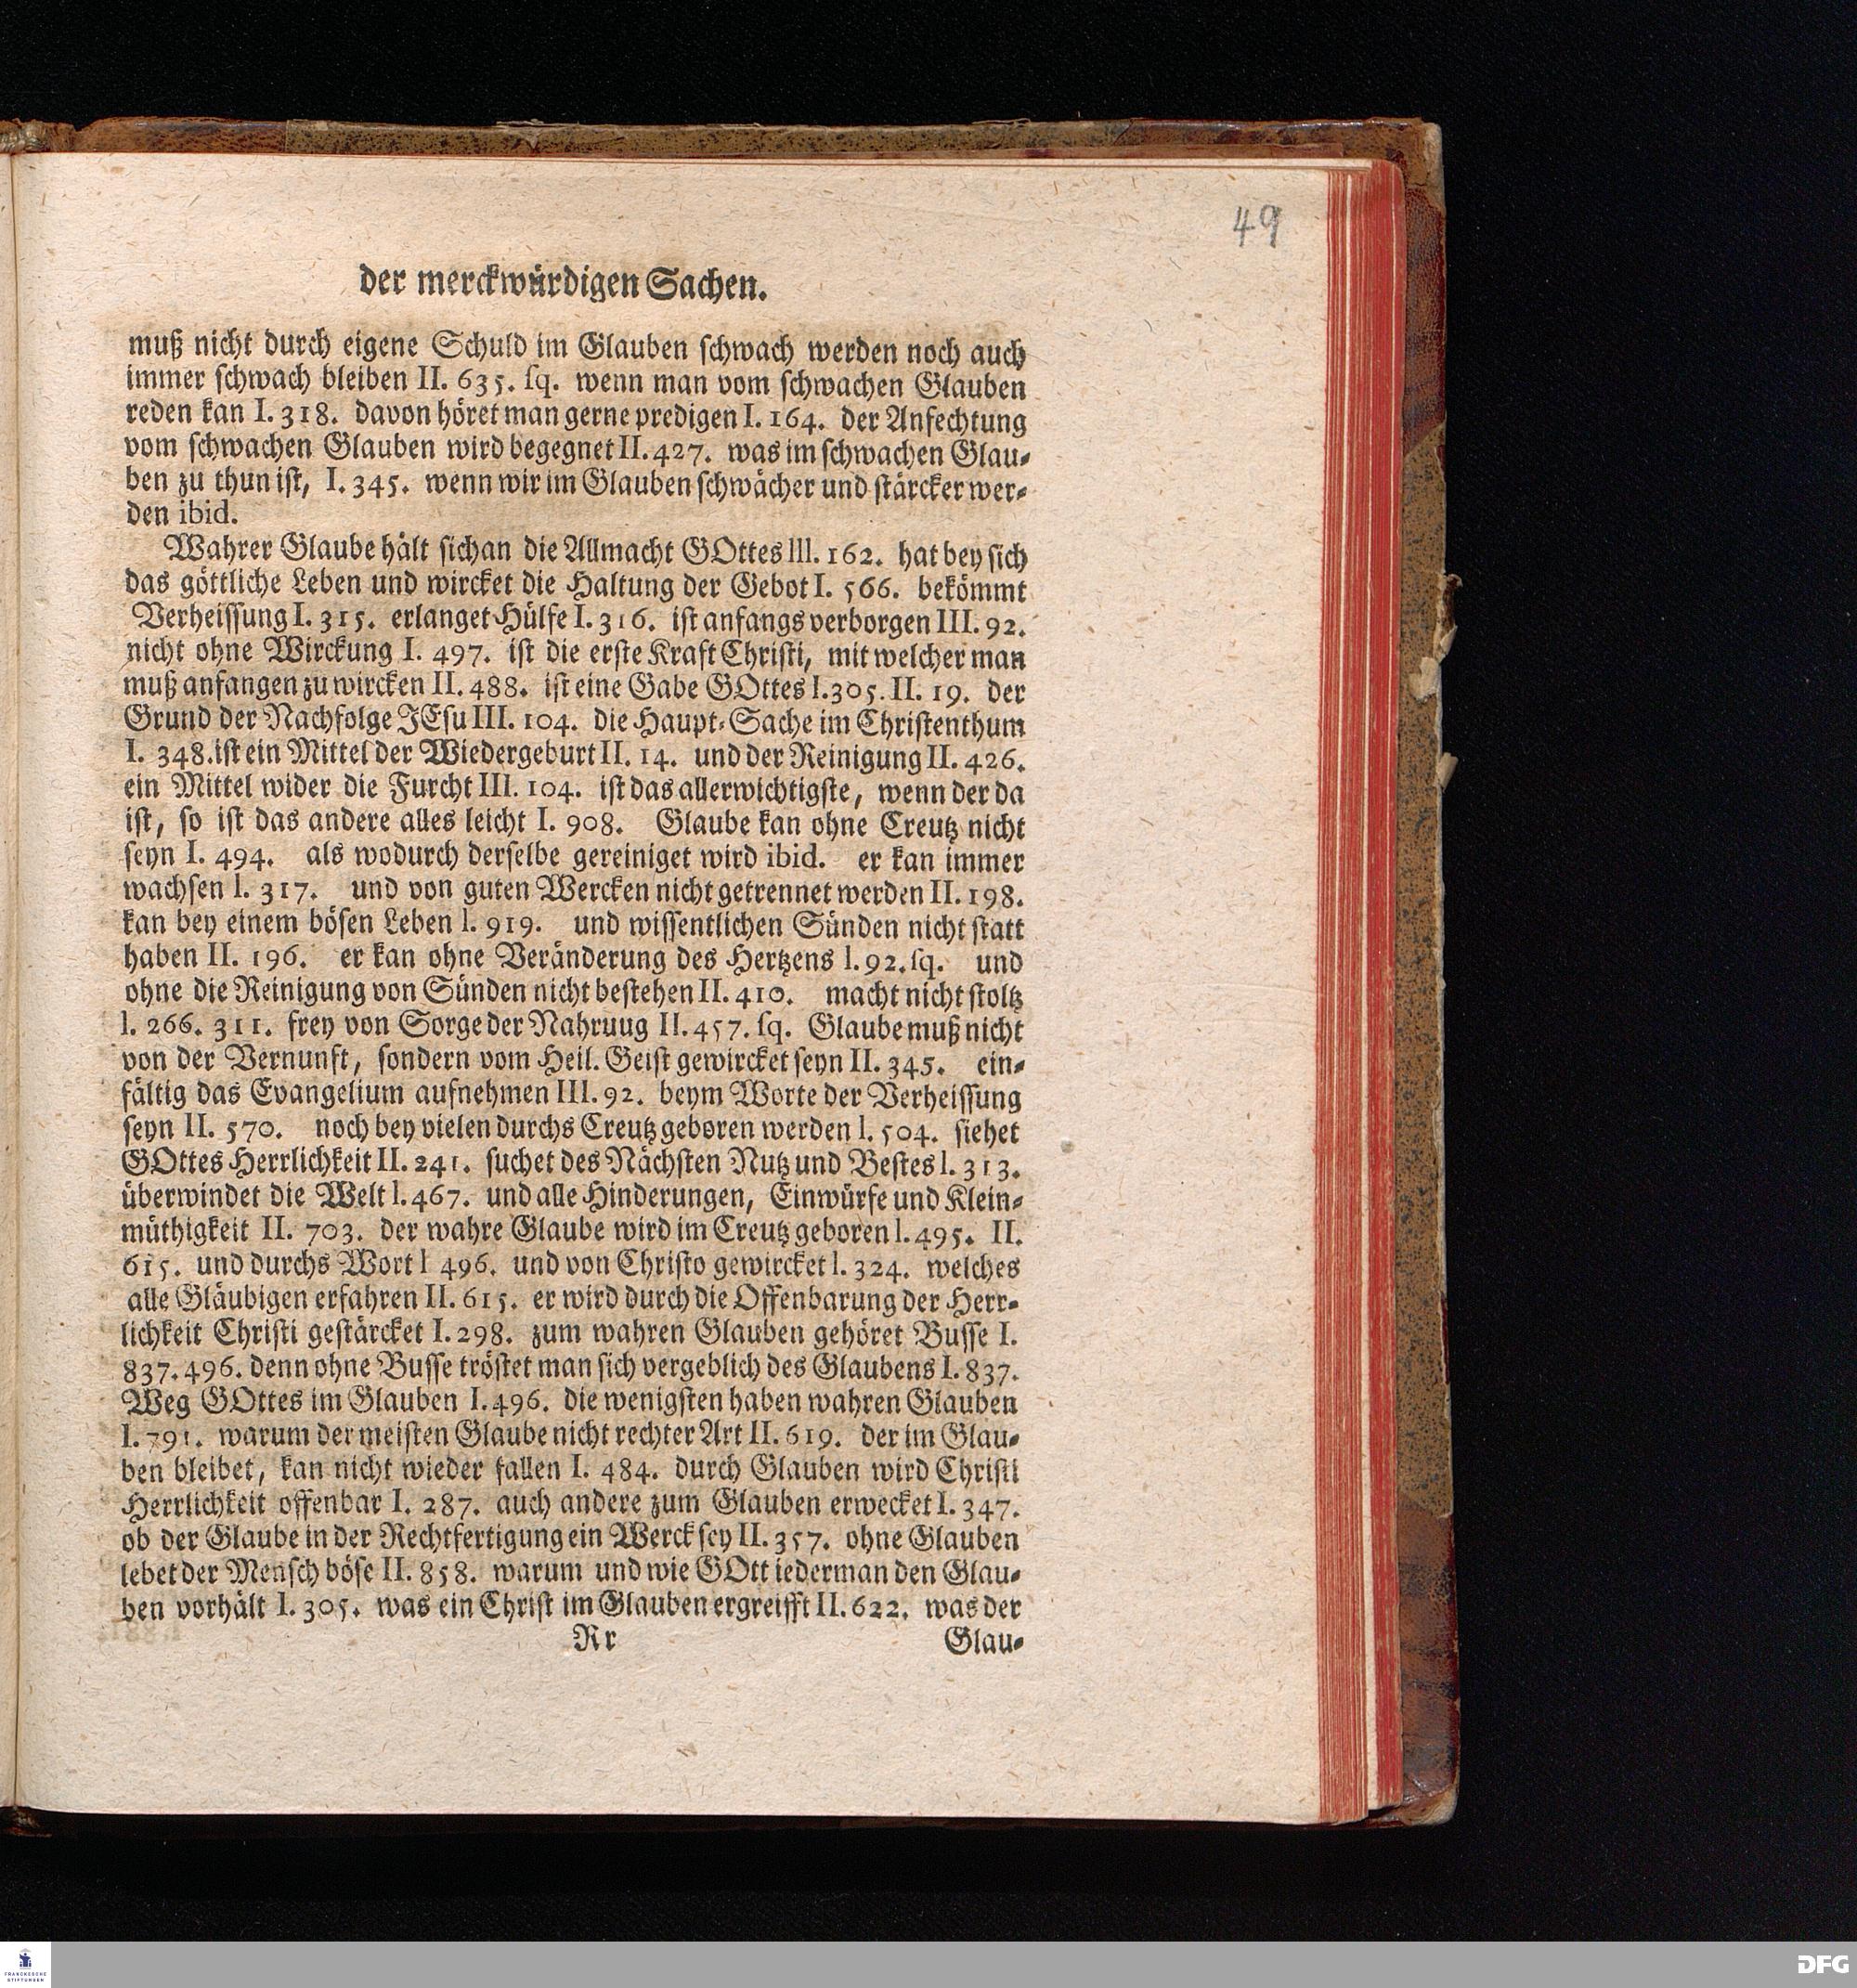 49
der merckwürdigen Sachen.
muß nicht durch eigene Schuld im Glauben schwach werden noch auch
immer schwach bleiben II. 635. sq. wenn man vom schwachen Glauben
reden kan I. 318. davon höret man gerne predigen I. 164. der Anfechtung
vom schwachen Glauben wird begegnet II. 427. was im schwachen Glau-
ben zu thun ist, I. 345. wenn wir im Glauben schwächer und stärcker wer-
den ibid.
Wahrer Glaube hält sich an die Allmacht GOttes III. 162. hat bey sich
das göttliche Leben und wircket die Haltung der Gebot I. 566. bekömmt
Verheissung I. 315. erlanget Hülfe I. 316. ist anfangs verborgen III. 92.
nicht ohne Wirckung I. 497. ist die erste Kraft Christi, mit welcher man
muß anfangen zu wircken II. 488. ist eine Gabe GOttes I. 305. II. 19. der
Grund der Nachfolge JEsu III. 104. die Haupt-Sache im Christenthum
I. 348. ist ein Mittel der Wiedergeburt II. 14. und der Reinigung II. 426.
ein Mittel wider die Furcht III. 104. ist das allerwichtigste, wenn der da
ist, so ist das andere alles leicht I. 908. Glaube kan ohne Creutz nicht
seyn I. 494. als wodurch derselbe gereiniget wird ibid. er kan immer
wachsen I. 317. und von guten Wercken nicht getrennet werden II. 198.
kan bey einem bösen Leben I. 919. und wissentlichen Sünden nicht statt
haben II. 196. er kan ohne Veränderung des Hertzens I. 92. sq. und
ohne die Reinigung von Sünden nicht bestehen II. 410. macht nicht stoltz
I. 266. 311. frey von Sorge der Nahruug II. 457. sq. Glaube muß nicht
von der Vernunft, sondern vom Heil. Geist gewircket seyn II. 345. ein-
fältig das Evangelium aufnehmen III. 92. beym Worte der Verheissung
seyn II. 570. noch bey vielen durchs Creutz geboren werden I. 504. siehet
GOttes Herrlichkeit II. 241. suchet des Nächsten Nutz und Bestes I. 313.
überwindet die Welt I. 467. und alle Hinderungen, Einwürfe und Klein-
müthigkeit II. 703. der wahre Glaube wird im Creutz geboren I. 495. II.
615. und durchs Wort I 496. und von Christo gewircket I. 324. welches
alle Gläubigen erfahren II. 615. er wird durch die Offenbarung der Herr-
lichkeit Christi gestärcket I. 298. zum wahren Glauben gehöret Busse I.
837. 496. denn ohne Busse tröstet man sich vergeblich des Glaubens I. 837.
Weg GOttes im Glauben I. 496. die wenigsten haben wahren Glauben
I. 791. warum der meisten Glaube nicht rechter Art II. 619. der im Glau-
ben bleibet, kan nicht wieder fallen I. 484. durch Glauben wird Christi
Herrlichkeit offenbar I. 287. auch andere zum Glauben erwecket I. 347.
ob der Glaube in der Rechtfertigung ein Werck sey II. 357. ohne Glauben
lebet der Mensch böse II. 858. warum und wie GOtt iederman den Glau-
ben vorhält I. 305. was ein Christ im Glauben ergreifft II. 622. was der
Rr Glau-
FRANCKESCHE
STIFTUNGEN
DFG